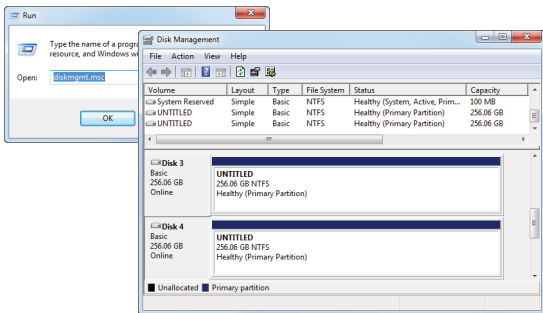 Run
Type the name of a progra
resource, and Windows wi
Open:
diskmgmt.msc
OK
Disk Management
File Action View Help
Volume Layout Type File System Status Capacity
System Reserved Simple Basic NTFS Healthy (System, Active, Prim... 100 MB
UNTITLED Simple Basic NTFS Healthy (Primary Partition) 256.06 GB
UNTITLED Simple Basic NTFS Healthy (Primary Partition) 256.06 GB
Disk 3
Basic
256.06 GB
Online
UNTITLED
256.06 GB NTFS
Healthy (Primary Partition)
Disk 4
Basic
256.06 GB
Online
UNTITLED
256.06 GB NTFS
Healthy (Primary Partition)
Unallocated Primary partition